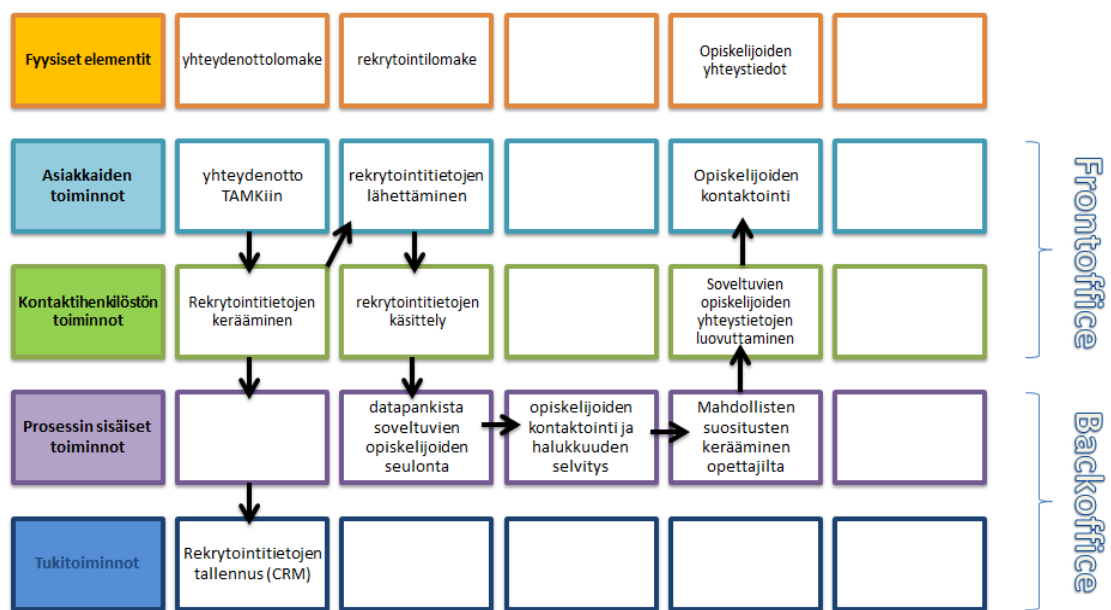 Fyysiset elementit
yhteydenottolomake
rekrytointilomake
Opiskelijoiden
yhteystiedot
Asiakkaiden
toiminnot
yhteydenotto
TAMKiin
rekrytointitietojen
lähettäminen
Opiskelijoiden
kontaktointi
Frontoffice
Kontaktihenkilöstön
toiminnot
Rekrytointitietojen
kerääminen
rekrytointitietojen
käsittely
Soveltuvien
opiskelijoiden
yhteystietojen
luovuttaminen
Prosessin sisäiset
toiminnot
datapankista
soveltuvien
opiskelijoiden
seulonta
opiskelijoiden
kontaktointi ja
halukkuuden
selvitys
Mahdollisten
suositusten
kerääminen
opettajilta
Backoffice
Tukitoiminnot
Rekrytointitietojen
tallennus (CRM)